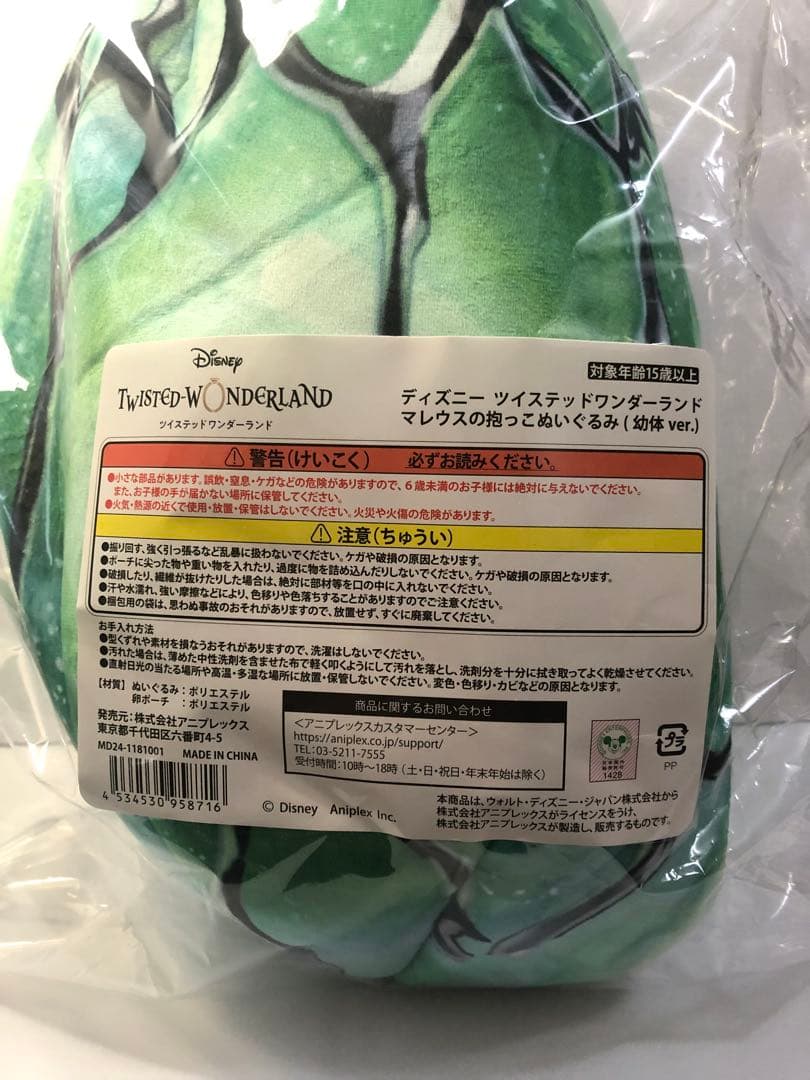 Disney
TWISTED-WONDERLAND
ツイステッドワンダーランド
対象年齢15歳以上
ディズニー ツイステッドワンダーランド
マレウスの抱っこぬいぐるみ ( 幼体 ver.)
⚠ 警告(けいこく) 必ずお読みください。
●小さな部品があります。誤飲・窒息・ケガなどの危険がありますので、6歳未満のお子様には絶対に与えないでください。
また、お子様の手が届かない場所に保管してください。
●火気・熱源の近くで使用・放置・保管はしないでください。火災や火傷の危険があります。
⚠ 注意(ちゅうい)
●振り回す、強く引っ張るなど乱暴に扱わないでください。ケガや破損の原因となります。
●ポーチに尖った物や重い物を入れたり、過度に物を詰め込んだりしないでください。ケガや破損の原因となります。
●破損したり、繊維が抜けたりした場合は、絶対に部材等を口の中に入れないでください。
●汗や水濡れ、強い摩擦などにより、色移りや色落ちすることがありますのでご注意ください。
●梱包用の袋は、思わぬ事故のおそれがありますので、放置せず、すぐに廃棄してください。
お手入れ方法
●型くずれや素材を損なうおそれがありますので、洗濯はしないでください。
●汚れた場合は、薄めた中性洗剤を含ませた布で軽く叩くようにして汚れを落とし、洗剤分を十分に拭き取ってよく乾燥させてください。
●直射日光の当たる場所や高温・多湿な場所に放置・保管しないでください。変色・色移り・カビなどの原因となります。
【材質】 ぬいぐるみ：ポリエステル
卵ポーチ ：ポリエステル
発売元：株式会社アニプレックス
東京都千代田区六番町4-5
MD24-1181001 MADE IN CHINA
4 534530 958716
商品に関するお問い合わせ
＜アニプレックスカスタマーセンター＞
https://aniplex.co.jp/support/
TEL：03-5211-7555
受付時間：10時～18時（土・日・祝日・年末年始は除く）
1428
プラ
PP
© Disney Aniplex Inc.
本商品は、ウォルト・ディズニー・ジャパン株式会社から
株式会社アニプレックスがライセンスをうけ、
株式会社アニプレックスが製造し、販売するものです。